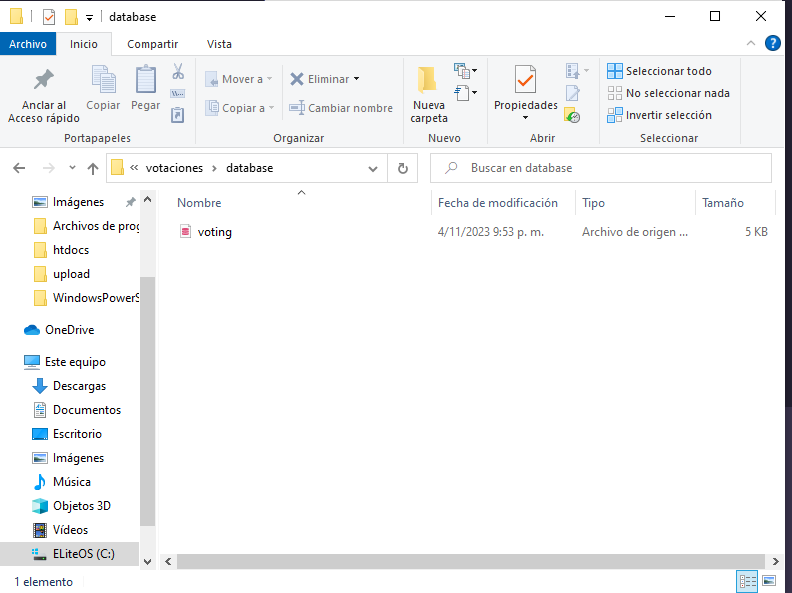 database
Archivo Inicio Compartir Vista
Anclar al Acceso rápido
Copiar
Pegar
Portapapeles
Mover a
Copiar a
Eliminar
Cambiar nombre
Organizar
Nueva carpeta
Nuevo
Propiedades
Abrir
Seleccionar todo
No seleccionar nada
Invertir selección
Seleccionar
« votaciones › database
Buscar en database
Imágenes
Archivos de prog
htdocs
upload
WindowsPowerS
OneDrive
Este equipo
Descargas
Documentos
Escritorio
Imágenes
Música
Objetos 3D
Vídeos
ELiteOS (C:)
Nombre Fecha de modificación Tipo Tamaño
voting 4/11/2023 9:53 p. m. Archivo de origen ... 5 KB
1 elemento